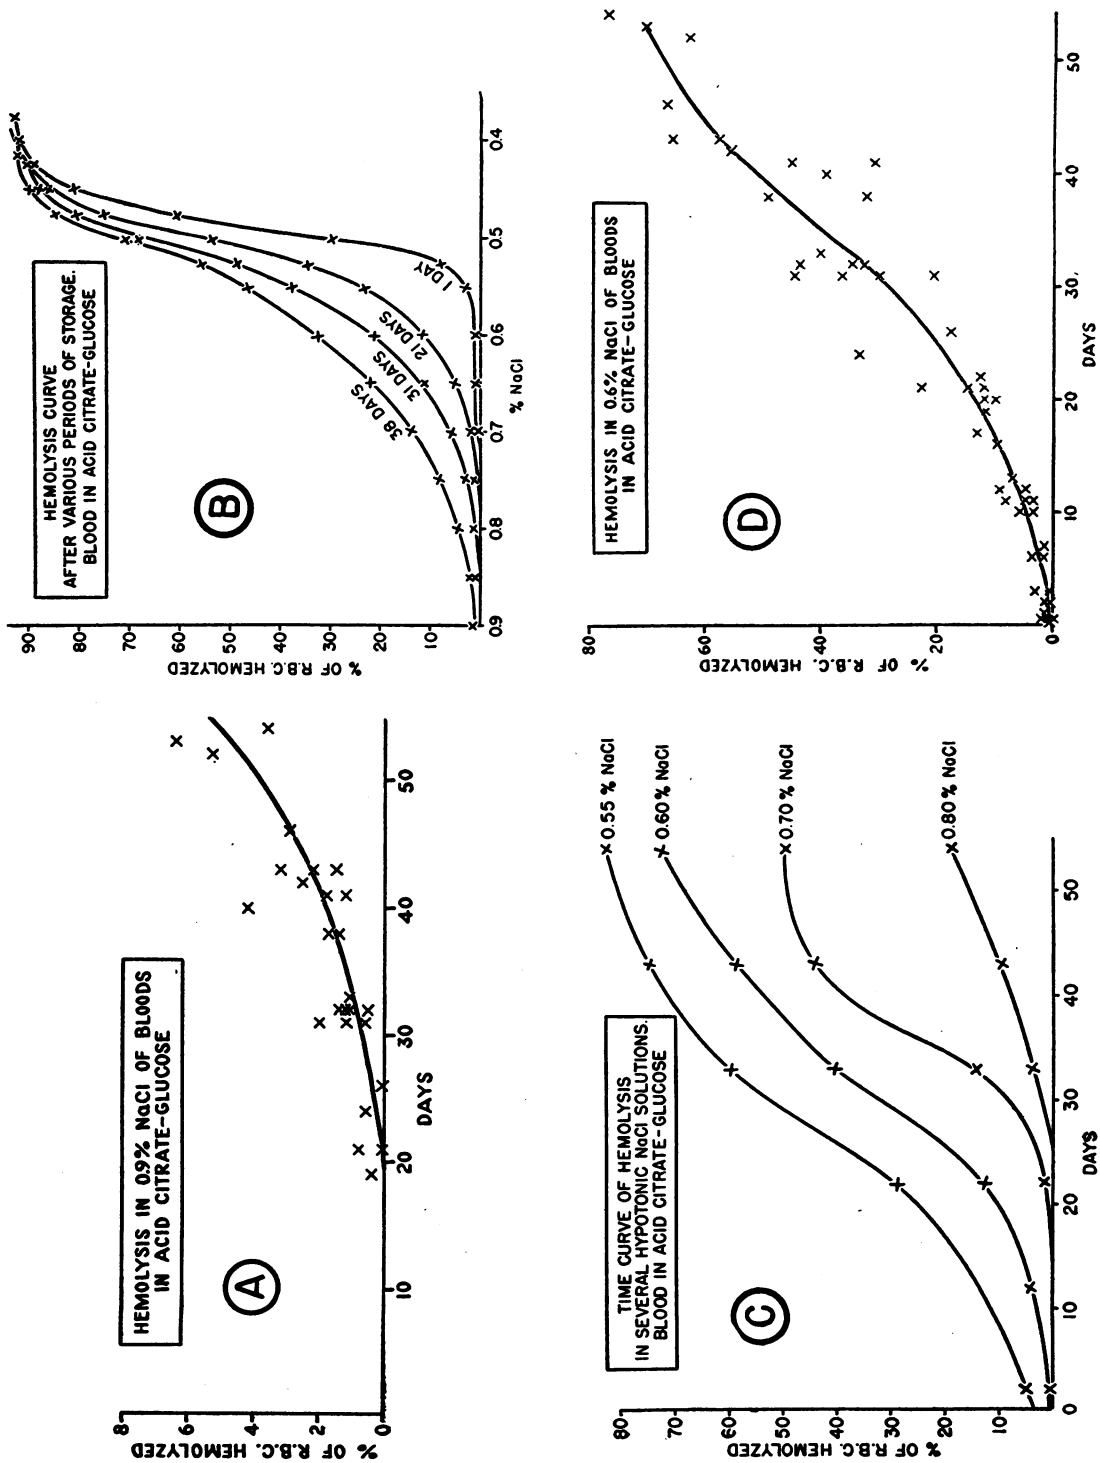 A
HEMOLYSIS IN 0.9% NaCl OF BLOODS
IN ACID CITRATE-GLUCOSE
% OF R.B.C. HEMOLYZED
8
6
4
2
0
10
20
30
40
50
DAYS
B
HEMOLYSIS CURVE
AFTER VARIOUS PERIODS OF STORAGE.
BLOOD IN ACID CITRATE-GLUCOSE
% OF R.B.C. HEMOLYZED
90
80
70
60
50
40
30
20
10
0.9
0.8
0.7
0.6
0.5
0.4
% NaCl
38 DAYS
31 DAYS
21 DAYS
1 DAY
C
TIME CURVE OF HEMOLYSIS
IN SEVERAL HYPOTONIC NaCl SOLUTIONS.
BLOOD IN ACID CITRATE-GLUCOSE
% OF R.B.C. HEMOLYZED
80
70
60
50
40
30
20
10
0
0
10
20
30
40
50
DAYS
0.55 % NaCl
0.60% NaCl
0.70% NaCl
0.80% NaCl
D
HEMOLYSIS IN 0.6% NaCl OF BLOODS
IN ACID CITRATE-GLUCOSE
% OF R.B.C. HEMOLYZED
80
60
40
20
0
10
20
30
40
50
DAYS